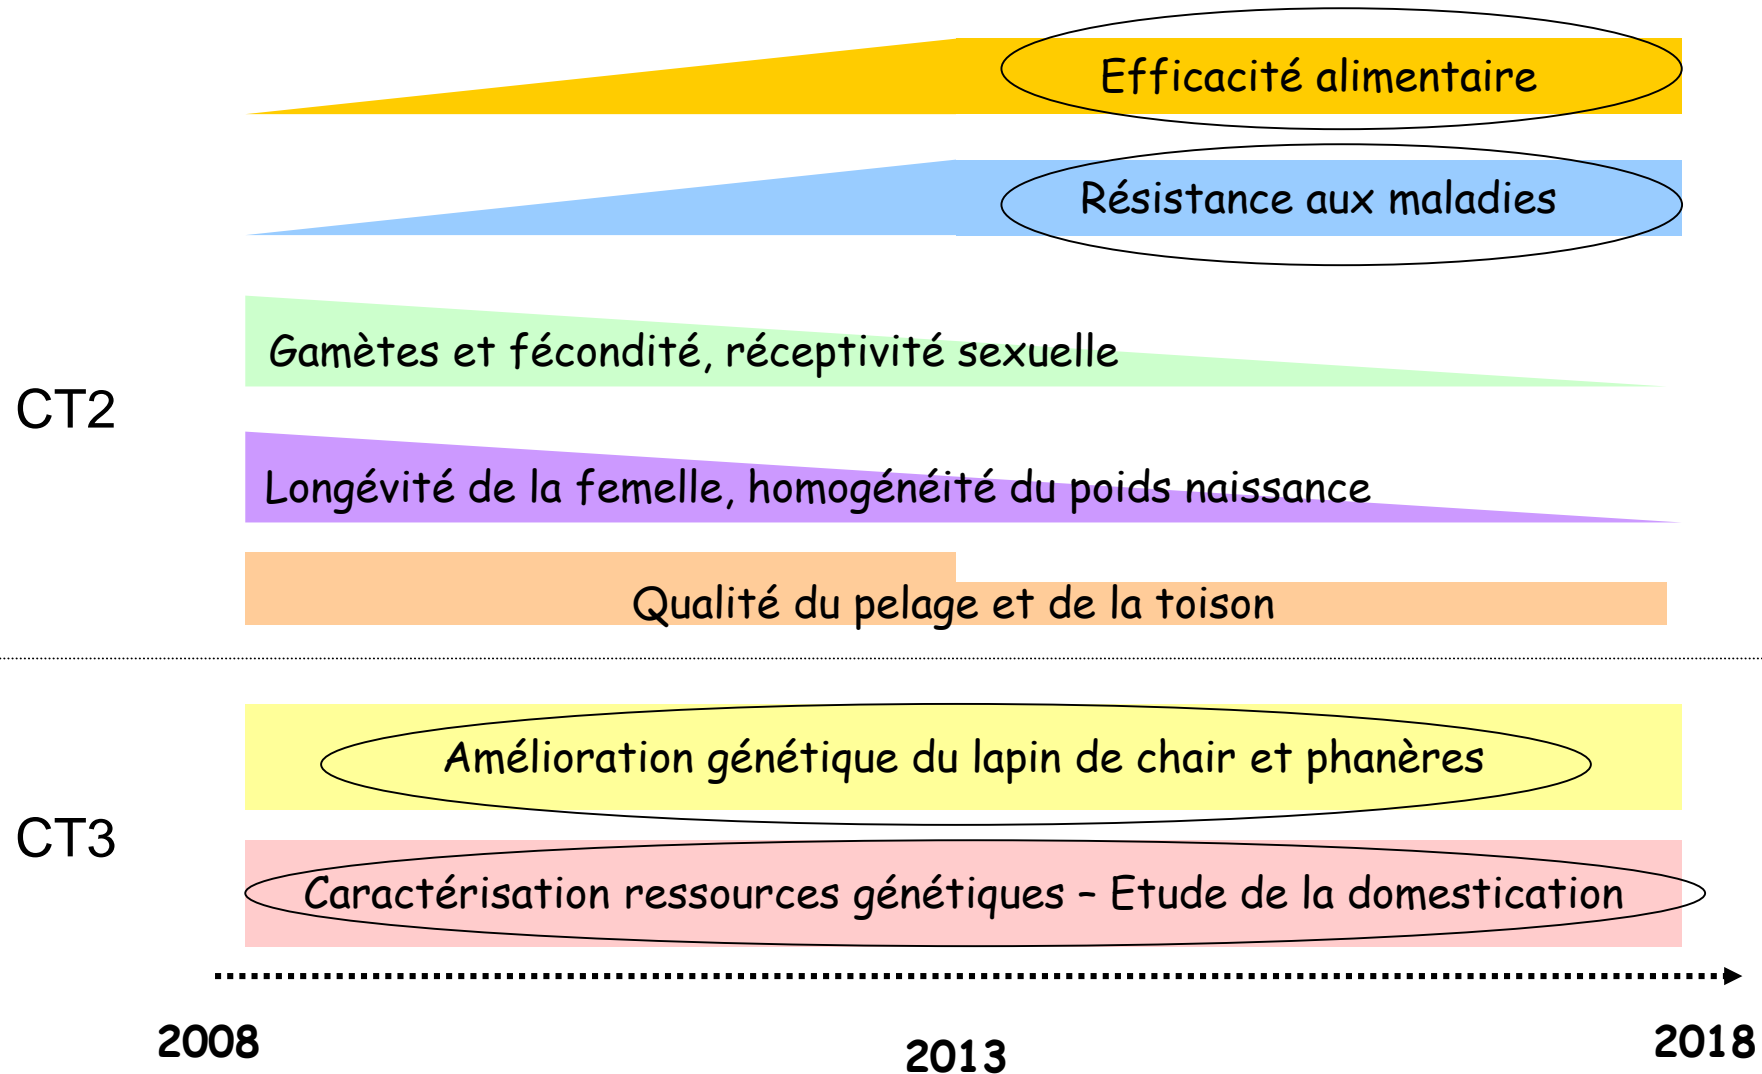 Efficacité alimentaire
Résistance aux maladies
Gamètes et fécondité, réceptivité sexuelle
CT2
Longévité de la femelle, homogénéité du poids naissance
Qualité du pelage et de la toison
Amélioration génétique du lapin de chair et phanères
CT3
Caractérisation ressources génétiques – Etude de la domestication
2008
2013
2018